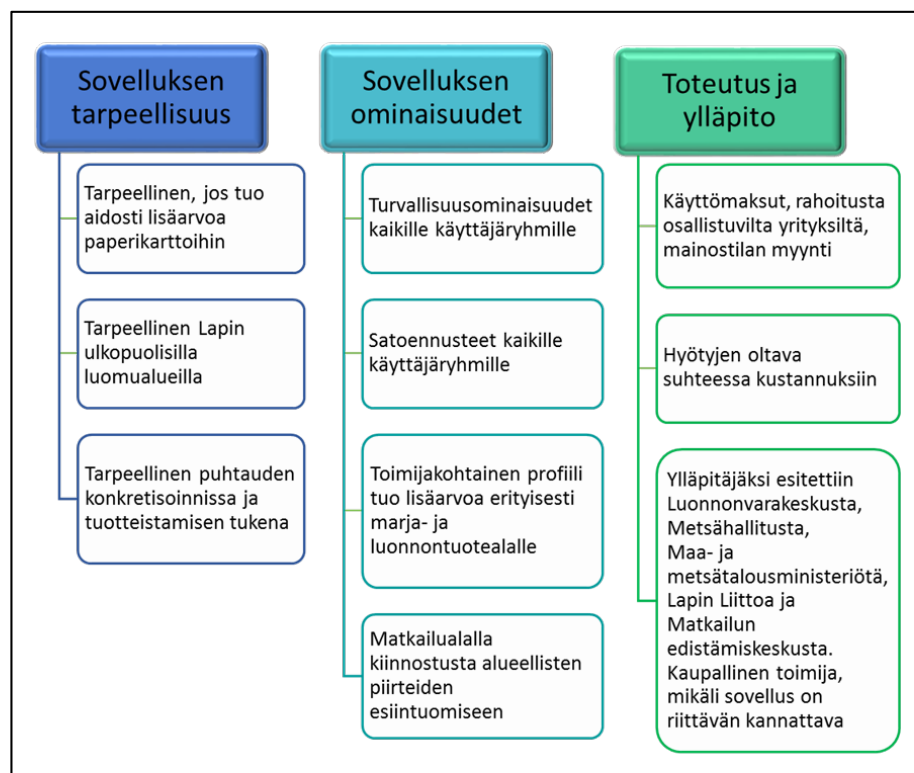 Sovelluksen
tarpeellisuus
Tarpeellinen, jos tuo
aidosti lisäarvoa
paperikarttoihin
Tarpeellinen Lapin
ulkopuolisilla
luomualueilla
Tarpeellinen puhtauden
konkretisoinnissa ja
tuotteistamisen tukena
Sovelluksen
ominaisuudet
Turvallisuusominaisuudet
kaikille käyttäjäryhmille
Satoennusteet kaikille
käyttäjäryhmille
Toimijakohtainen profiili
tuo lisäarvoa erityisesti
marja- ja
luonnontuotealalle
Matkailualalla
kiinnostusta alueellisten
piirteiden
esiintuomiseen
Toteutus ja
ylläpito
Käyttömaksut, rahoitusta
osallistuvilta yrityksiltä,
mainostilan myynti
Hyötyjen oltava
suhteessa kustannuksiin
Ylläpitäjäksi esitettiin
Luonnonvarakeskusta,
Metsähallitusta,
Maa- ja
metsätalousministeriötä,
Lapin Liittoa ja
Matkailun
edistämiskeskusta.
Kaupallinen toimija,
mikäli sovellus on
riittävän kannattava